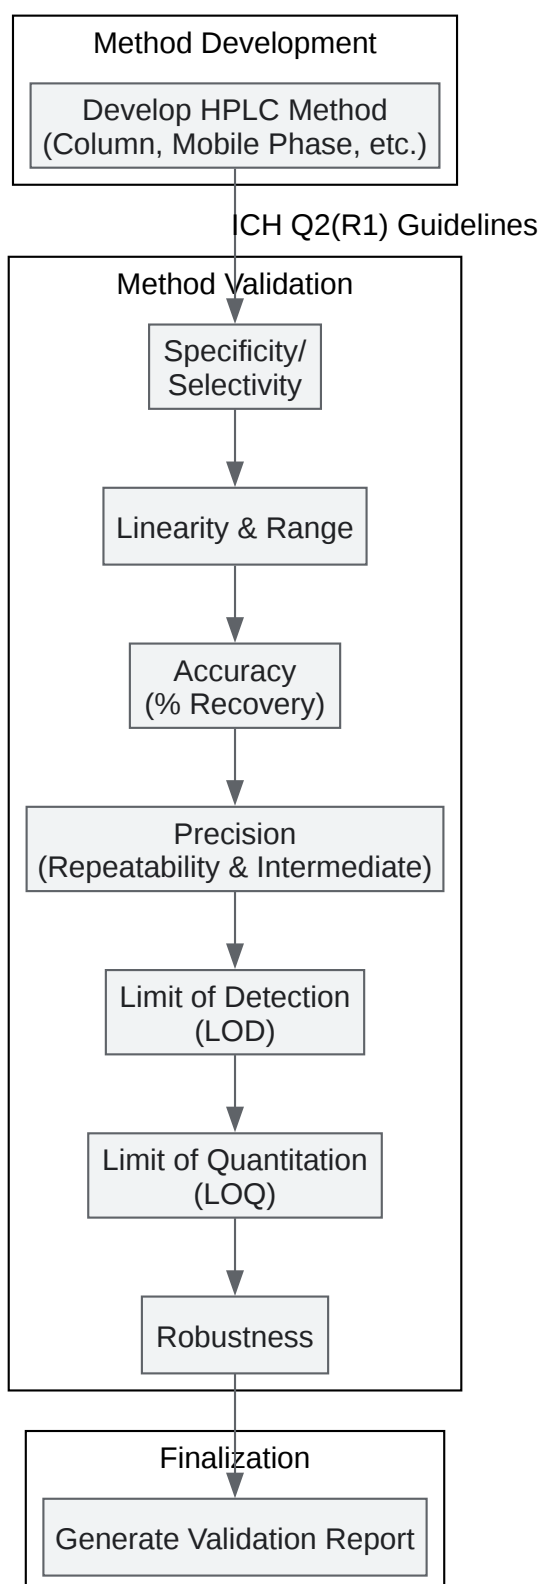 Method Development
Develop HPLC Method
(Column, Mobile Phase, etc.)
ICH Q2(R1) Guidelines
Method Validation
Specificity/
Selectivity
Linearity & Range
Accuracy
(% Recovery)
Precision
(Repeatability & Intermediate)
Limit of Detection
(LOD)
Limit of Quantitation
(LOQ)
Robustness
Finalization
Generate Validation Report